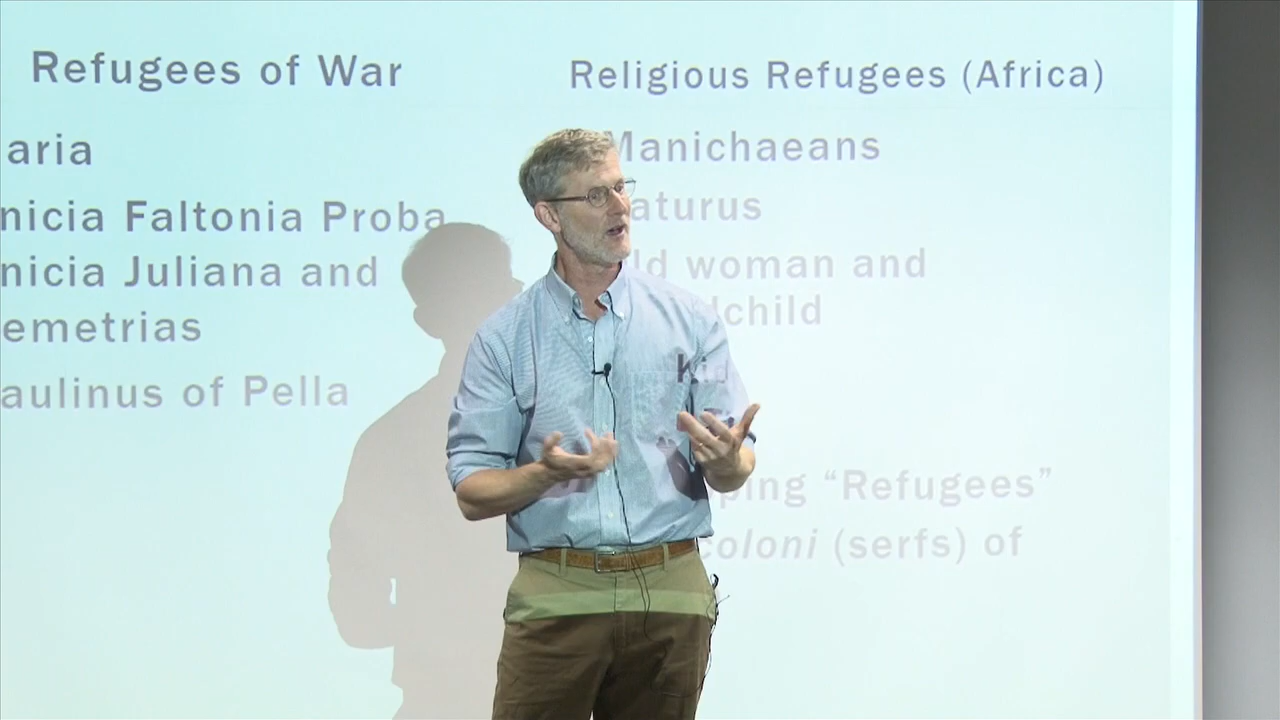 Refugees of War
aria
nicia Faltonia Proba
nicia Juliana and
emetrias
aulinus of Pella
Religious Refugees (Africa)
Manichaeans
aturus
ld woman and
dchild
Ki
ping “Refugees”
coloni (serfs) of